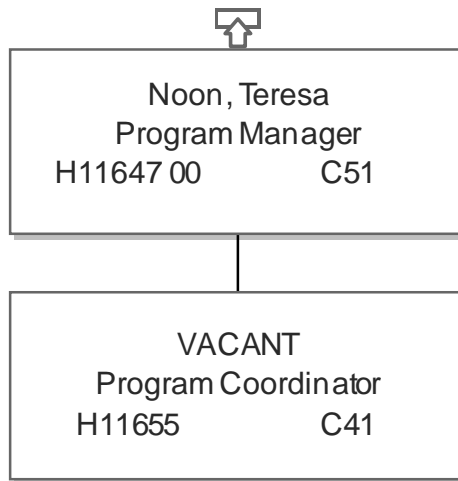 Noon, Teresa
Program Manager
H11647 00 C51
VACANT
Program Coordinator
H11655 C41